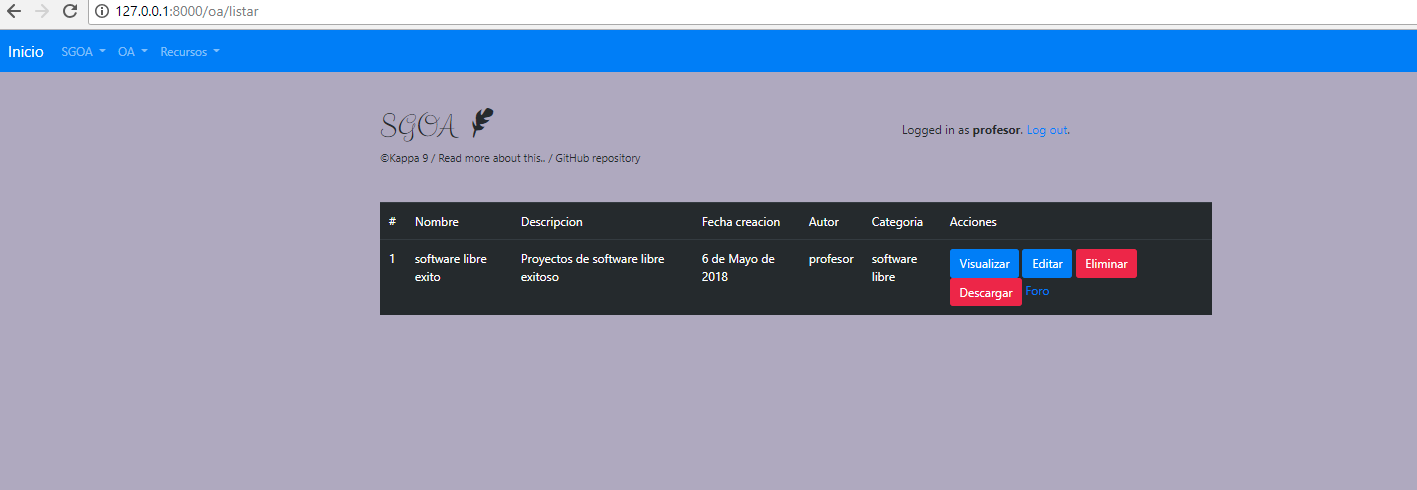 127.0.0.1:8000/oa/listar
Inicio SGOA OA Recursos
SGOA
Logged in as profesor. Log out.
©Kappa 9 / Read more about this.. / GitHub repository
# Nombre Descripcion Fecha creacion Autor Categoria Acciones
1 software libre Proyectos de software libre 6 de Mayo de profesor software Visualizar Editar Eliminar
exito exitoso 2018 libre Descargar Foro